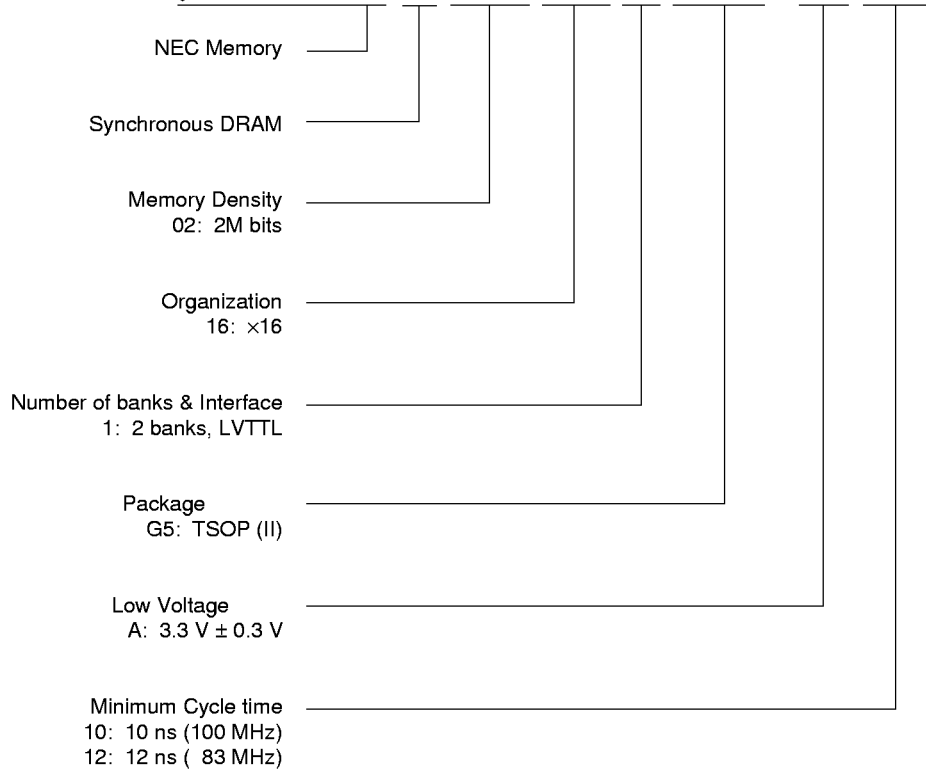 NEC Memory
Synchronous DRAM
Memory Density
02: 2M bits
Organization
16: ×16
Number of banks & Interface
1: 2 banks, LVTTL
Package
G5: TSOP (II)
Low Voltage
A: 3.3 V ± 0.3 V
Minimum Cycle time
10: 10 ns (100 MHz)
12: 12 ns ( 83 MHz)